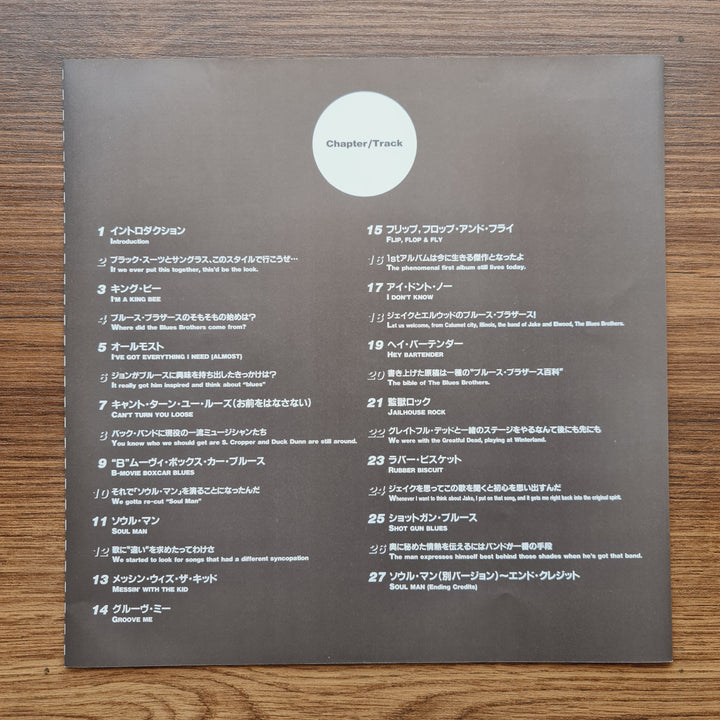 Chapter/Track
1 イントロダクション
Introduction
2 ブラック・スーツとサングラス、このスタイルで行こうぜ…
If we ever put this together, this'd be the look.
3 キング・ビー
I'M A KING BEE
4 ブルース・ブラザースのそもそもの始めは?
Where did the Blues Brothers come from?
5 オールモスト
I'VE GOT EVERYTHING I NEED (ALMOST)
6 ジョンがブルースに興味を持ち出したきっかけは?
It really got him inspired and think about "blues"
7 キャント・ターン・ユー・ルーズ(お前をはなさない)
CAN'T TURN YOU LOOSE
8 バック・バンドに現役の一流ミュージシャンたち
You know who we should get are S. Cropper and Duck Dunn are still around.
9 "B"ムーヴィ・ボックス・カー・ブルース
B-MOVIE BOXCAR BLUES
10 それで「ソウル・マン」を演ることになったんだ
We gotta re-cut "Soul Man"
11 ソウル・マン
SOUL MAN
12 歌に"違い"を求めたってわけさ
We started to look for songs that had a different syncopation
13 メッシン・ウィズ・ザ・キッド
MESSIN' WITH THE KID
14 グルーヴ・ミー
GROOVE ME
15 フリップ,フロップ・アンド・フライ
FLIP, FLOP & FLY
16 1stアルバムは今に生きる傑作となったよ
The phenomenal first album still lives today.
17 アイ・ドント・ノー
I DON'T KNOW
18 ジェイクとエルウッドのブルース・ブラザース!
Let us welcome, from Calumet city, Illinois, the band of Jake and Elwood, The Blues Brothers.
19 ヘイ・バーテンダー
HEY BARTENDER
20 書き上げた原稿は一種の"ブルース・ブラザース百科"
The bible of The Blues Brothers.
21 監獄ロック
JAILHOUSE ROCK
22 グレイトフル・デッドと一緒のステージをやるなんて後にも先にも
We were with the Greatful Dead, playing at Winterland.
23 ラバー・ビスケット
RUBBER BISCUIT
24 ジェイクを思ってこの歌を聞くと初心を思い出すんだ
Whenever I want to think about Jake, I put on that song, and it gets me right back into the original spirit.
25 ショットガン・ブルース
SHOT GUN BLUES
26 奥に秘めた情熱を伝えるにはバンドが一番の手段
The man expresses himself best behind these shades when he's got that band.
27 ソウル・マン(別バージョン)〜エンド・クレジット
SOUL MAN (Ending Credits)